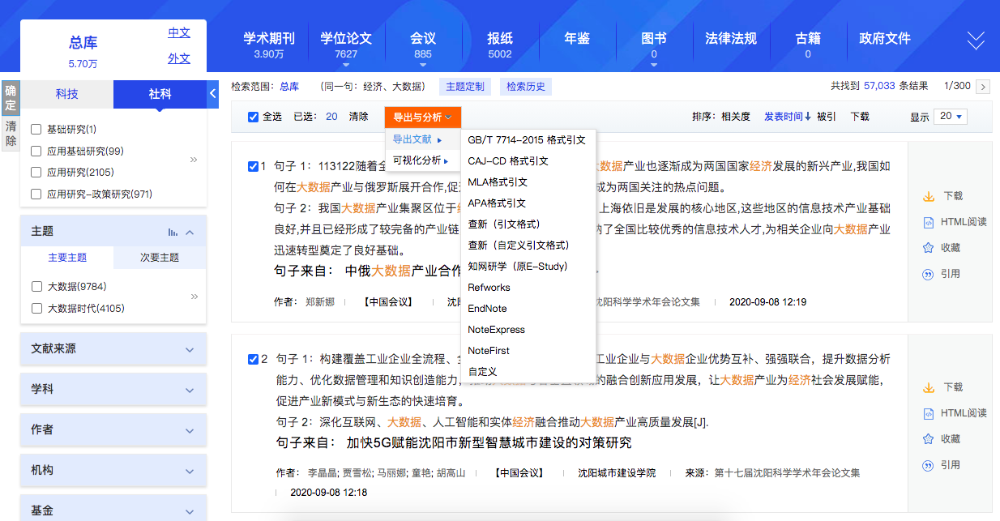 总库
5.70万
中文
外文
学术期刊
3.90万
学位论文
7627
会议
885
报纸
5002
年鉴
图书
0
法律法规
古籍
0
政府文件
确定
清除
科技
社科
基础研究(1)
应用基础研究(99)
应用研究(2105)
应用研究-政策研究(971)
主题
主要主题
次要主题
大数据(9784)
大数据时代(4105)
文献来源
学科
作者
机构
基金
检索范围：总库 （同一句：经济、大数据） 主题定制 检索历史 共找到 57,033 条结果 1/300
全选 已选：20 清除 导出与分析 排序：相关度 发表时间↓ 被引 下载 显示 20
导出文献
可视化分析
GB/T 7714-2015 格式引文
CAJ-CD 格式引文
MLA格式引文
APA格式引文
查新（引文格式）
查新（自定义引文格式）
知网研学（原E-Study）
Refworks
EndNote
NoteExpress
NoteFirst
自定义
1 句子 1：113122随着全 大数据产业也逐渐成为两国国家经济发展的新兴产业,我国如
何在大数据产业与俄罗斯展开合作,促 成为两国关注的热点问题。
句子 2：我国大数据产业集聚区位于 上海依旧是发展的核心地区,这些地区的信息技术产业基础
良好,并且已经形成了较完备的产业链 了全国比较优秀的信息技术人才,为相关企业向大数据产业
迅速转型奠定了良好基础。
句子来自： 中俄大数据产业合作
作者： 郑新娜 【中国会议】 沈阳科学学术年会论文集 2020-09-08 12:19
下载
HTML阅读
收藏
引用
2 句子 1：构建覆盖工业企业全流程、 工业企业与大数据企业优势互补、强强联合，提升数据分析
能力、优化数据管理和知识创造能力， 的融合创新应用发展，让大数据产业为经济社会发展赋能，
促进产业新模式与新生态的快速培育。
句子 2：深化互联网、大数据、人工智能和实体经济融合推动大数据产业高质量发展[J].
句子来自： 加快5G赋能沈阳市新型智慧城市建设的对策研究
作者： 李晶晶; 贾雪松; 马丽娜; 童艳; 胡高山 【中国会议】 沈阳城市建设学院 来源：第十七届沈阳科学学术年会论文集
2020-09-08 12:18
下载
HTML阅读
收藏
引用